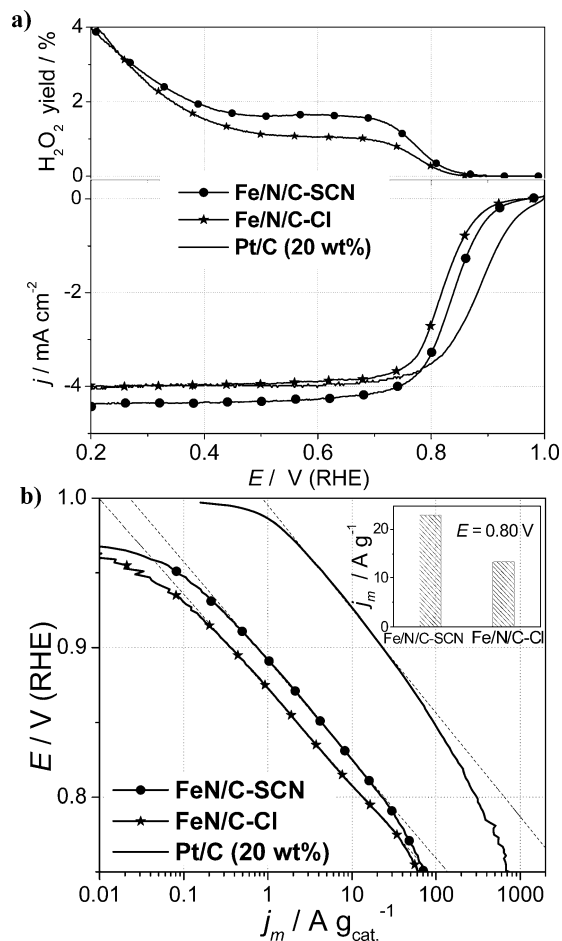 a)
H₂O₂ yield / %
4
2
0
Fe/N/C-SCN
Fe/N/C-Cl
Pt/C (20 wt%)
j / mA cm⁻²
0
-2
-4
0.2 0.4 0.6 0.8 1.0
E / V (RHE)
b)
E / V (RHE)
1.0
0.9
0.8
jₘ / A g⁻¹
20
10
0
E = 0.80 V
Fe/N/C-SCN Fe/N/C-Cl
FeN/C-SCN
FeN/C-Cl
Pt/C (20 wt%)
0.01 0.1 1 10 100 1000
jₘ / A g_cat.⁻¹